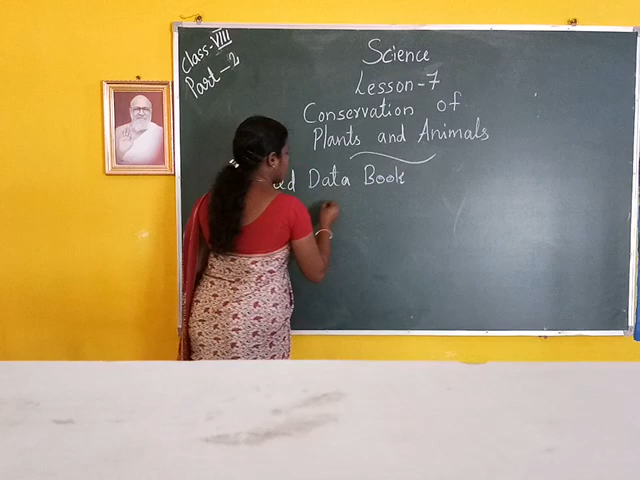 Class-VIII
Part-2
Science
Lesson-7
Conservation of
Plants and Animals
Data Book